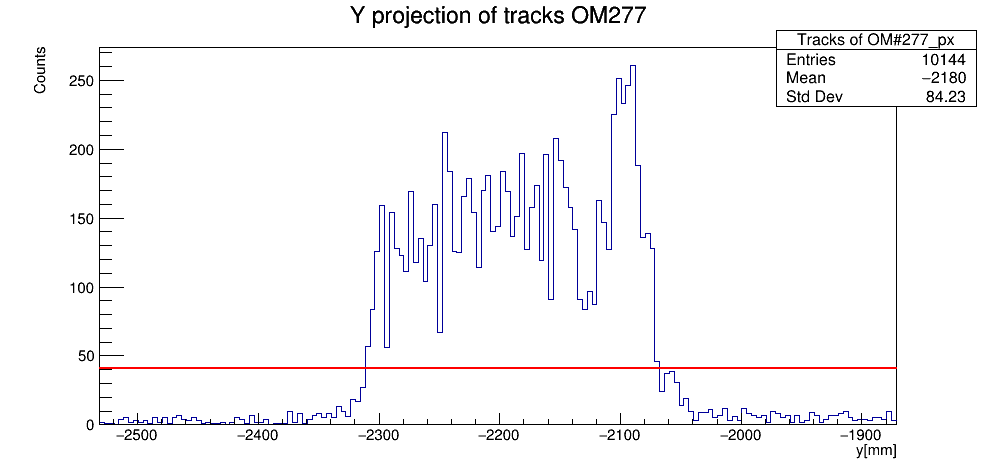 Y projection of tracks OM277
Counts
Tracks of OM#277_px
Entries 10144
Mean −2180
Std Dev 84.23
250
200
150
100
50
0
−2500 −2400 −2300 −2200 −2100 −2000 −1900
y[mm]